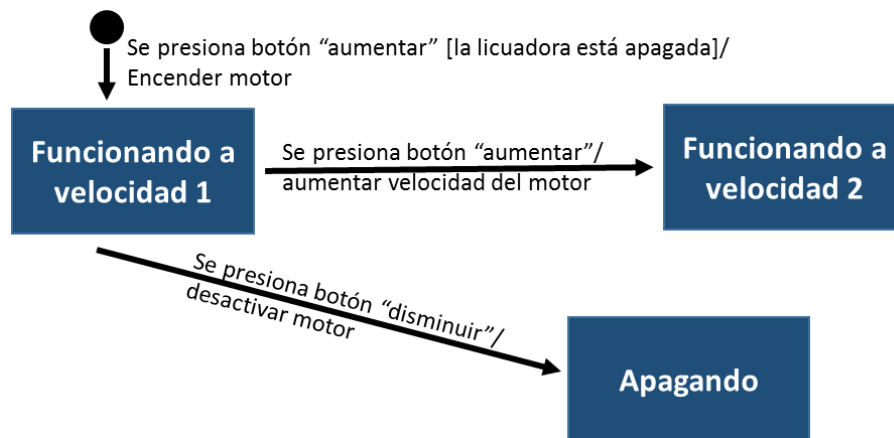 Se presiona botón “aumentar” [la licuadora está apagada]/
Encender motor
Funcionando a
velocidad 1
Se presiona botón “aumentar”/
aumentar velocidad del motor
Funcionando a
velocidad 2
Se presiona botón “disminuir”/
desactivar motor
Apagando